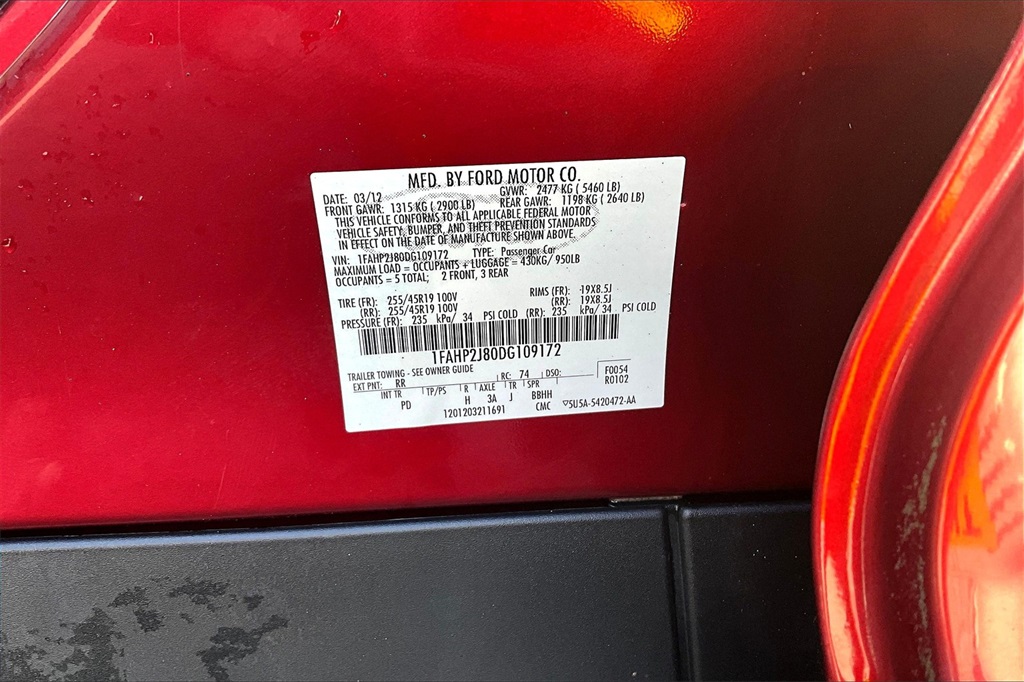 MFD. BY FORD MOTOR CO.
DATE: 03/12 GVWR: 2477 KG ( 5460 LB)
FRONT GAWR: 1315 KG ( 2900 LB) REAR GAWR: 1198 KG ( 2640 LB)
THIS VEHICLE CONFORMS TO ALL APPLICABLE FEDERAL MOTOR
VEHICLE SAFETY, BUMPER, AND THEFT PREVENTION STANDARDS
IN EFFECT ON THE DATE OF MANUFACTURE SHOWN ABOVE.
VIN: 1FAHP2J80DG109172 TYPE: Passenger Car
MAXIMUM LOAD = OCCUPANTS + LUGGAGE = 430KG/ 950LB
OCCUPANTS = 5 TOTAL; 2 FRONT, 3 REAR
TIRE (FR): 255/45R19 100V RIMS (FR): 19X8.5J
(RR): 255/45R19 100V (RR): 19X8.5J
PRESSURE (FR): 235 kPa/ 34 PSI COLD (RR): 235 kPa/ 34 PSI COLD
1FAHP2J80DG109172
TRAILER TOWING - SEE OWNER GUIDE F0054
EXT PNT: RR RC: 74 DSO: R0102
INT TR TP/PS R AXLE TR SPR
PD H 3A J BBHH
1201203211691 CMC ▽5U5A-5420472-AA